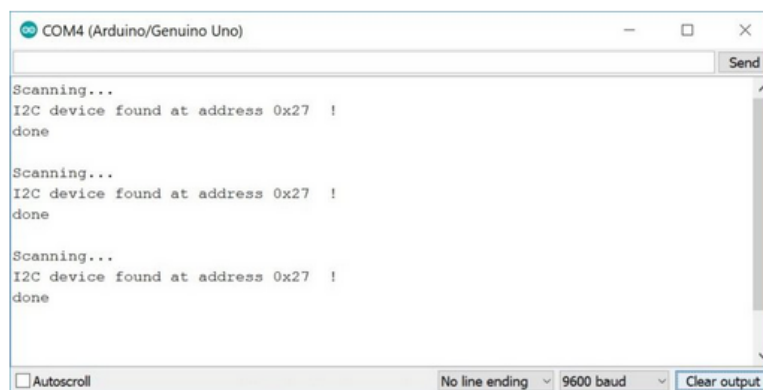 COM4 (Arduino/Genuino Uno)
Send
Scanning...
I2C device found at address 0x27  !
done
Scanning...
I2C device found at address 0x27  !
done
Scanning...
I2C device found at address 0x27  !
done
Autoscroll
No line ending
9600 baud
Clear output